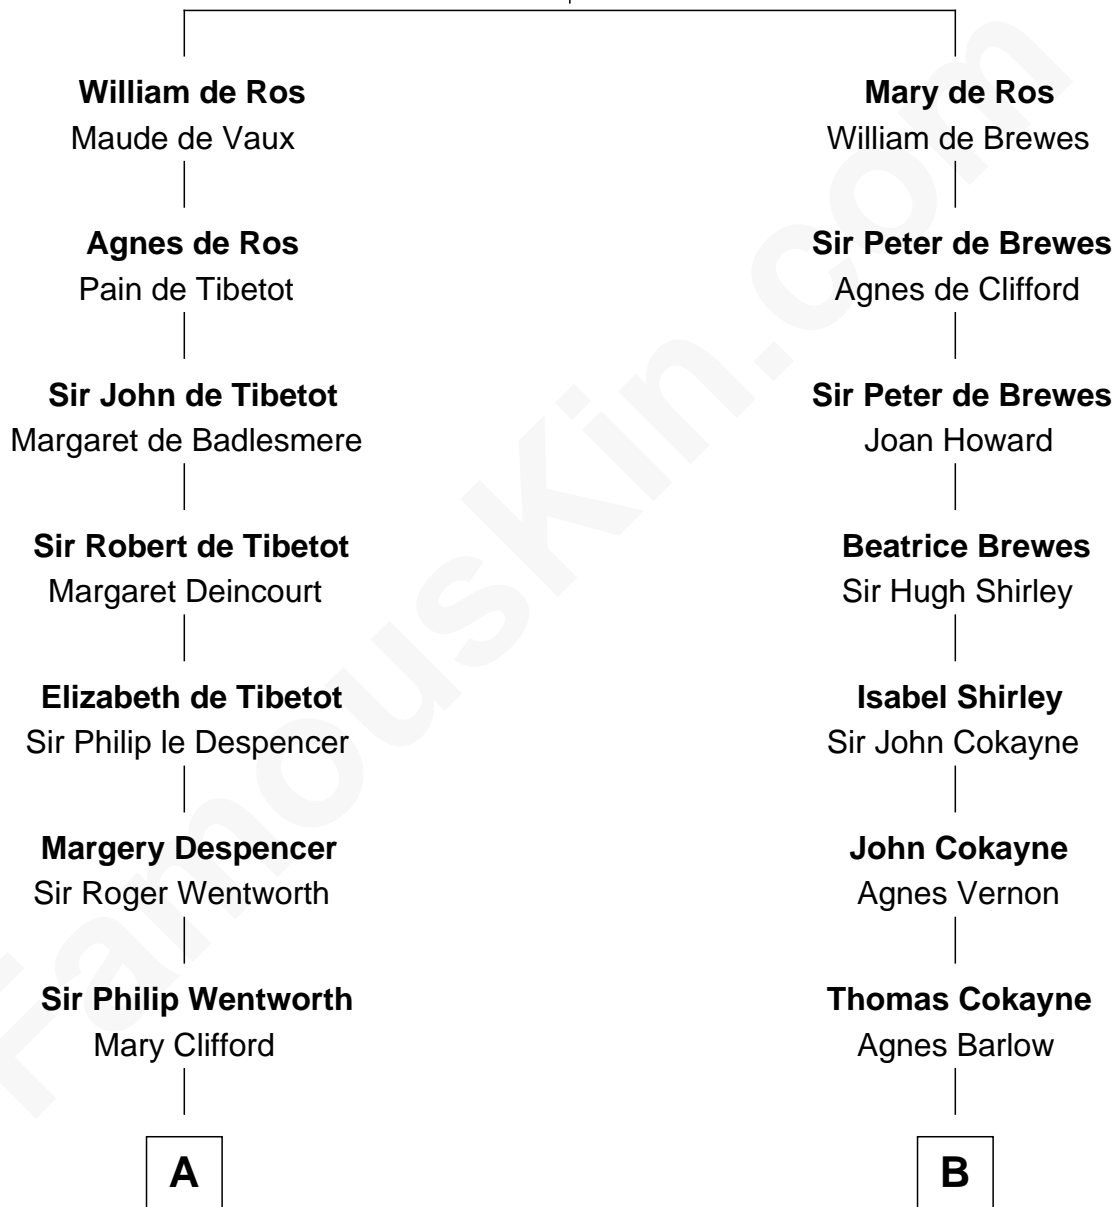 William de Ros
Maude de Vaux
Agnes de Ros
Pain de Tibetot
Sir John de Tibetot
Margaret de Badlesmere
Sir Robert de Tibetot
Margaret Deincourt
Elizabeth de Tibetot
Sir Philip le Despencer
Margery Despencer
Sir Roger Wentworth
Sir Philip Wentworth
Mary Clifford
A
Mary de Ros
William de Brewes
Sir Peter de Brewes
Agnes de Clifford
Sir Peter de Brewes
Joan Howard
Beatrice Brewes
Sir Hugh Shirley
Isabel Shirley
Sir John Cokayne
John Cokayne
Agnes Vernon
Thomas Cokayne
Agnes Barlow
B
FamousKin.com